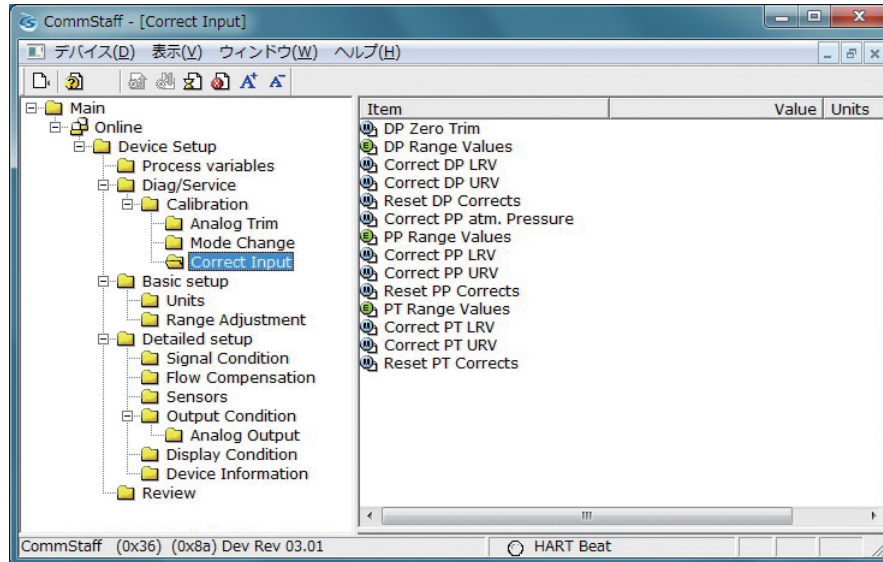 CommStaff - [Correct Input]
デバイス(D) 表示(V) ウィンドウ(W) ヘルプ(H)
Main
Online
Device Setup
Process variables
Diag/Service
Calibration
Analog Trim
Mode Change
Correct Input
Basic setup
Units
Range Adjustment
Detailed setup
Signal Condition
Flow Compensation
Sensors
Output Condition
Analog Output
Display Condition
Device Information
Review
Item Value Units
DP Zero Trim
DP Range Values
Correct DP LRV
Correct DP URV
Reset DP Corrects
Correct PP atm. Pressure
PP Range Values
Correct PP LRV
Correct PP URV
Reset PP Corrects
PT Range Values
Correct PT LRV
Correct PT URV
Reset PT Corrects
CommStaff (0x36) (0x8a) Dev Rev 03.01 HART Beat